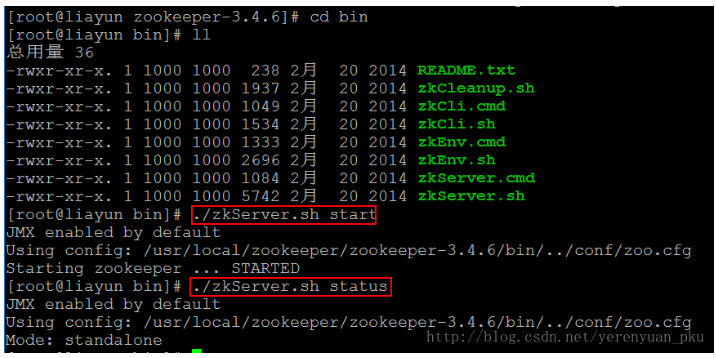 [root@liayun zookeeper-3.4.6]# cd bin
[root@liayun bin]# ll
总用量 36
-rwxr-xr-x. 1 1000 1000  238 2月  20 2014 README.txt
-rwxr-xr-x. 1 1000 1000 1937 2月  20 2014 zkCleanup.sh
-rwxr-xr-x. 1 1000 1000 1049 2月  20 2014 zkCli.cmd
-rwxr-xr-x. 1 1000 1000 1534 2月  20 2014 zkCli.sh
-rwxr-xr-x. 1 1000 1000 1333 2月  20 2014 zkEnv.cmd
-rwxr-xr-x. 1 1000 1000 2696 2月  20 2014 zkEnv.sh
-rwxr-xr-x. 1 1000 1000 1084 2月  20 2014 zkServer.cmd
-rwxr-xr-x. 1 1000 1000 5742 2月  20 2014 zkServer.sh
[root@liayun bin]# ./zkServer.sh start
JMX enabled by default
Using config: /usr/local/zookeeper/zookeeper-3.4.6/bin/../conf/zoo.cfg
Starting zookeeper ... STARTED
[root@liayun bin]# ./zkServer.sh status
JMX enabled by default
Using config: /usr/local/zookeeper/zookeeper-3.4.6/bin/../conf/zoo.cfg
Mode: standalone
http://blog.csdn.net/yerenyuan_pku